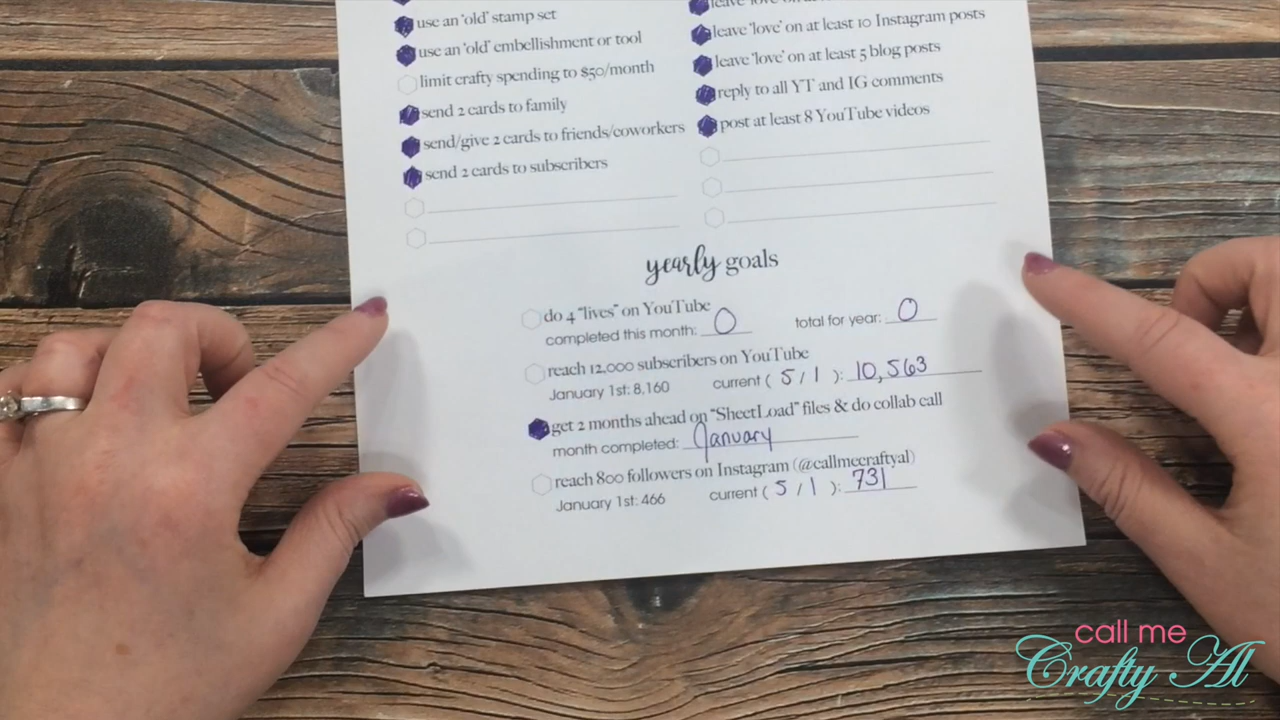 use an 'old' stamp set
use an 'old' embellishment or tool
limit crafty spending to $50/month
send 2 cards to family
send/give 2 cards to friends/coworkers
send 2 cards to subscribers
leave 'love' on at least 10 Instagram posts
leave 'love' on at least 5 blog posts
reply to all YT and IG comments
post at least 8 YouTube videos
yearly goals
do 4 "lives" on YouTube
completed this month: 0 total for year: 0
reach 12,000 subscribers on YouTube
January 1st: 8,160 current ( 5 / 1 ): 10,563
get 2 months ahead on "SheetLoad" files & do collab call
month completed: January
reach 800 followers on Instagram (@callmecraftyal)
January 1st: 466 current ( 5 / 1 ): 731
call me
Crafty Al